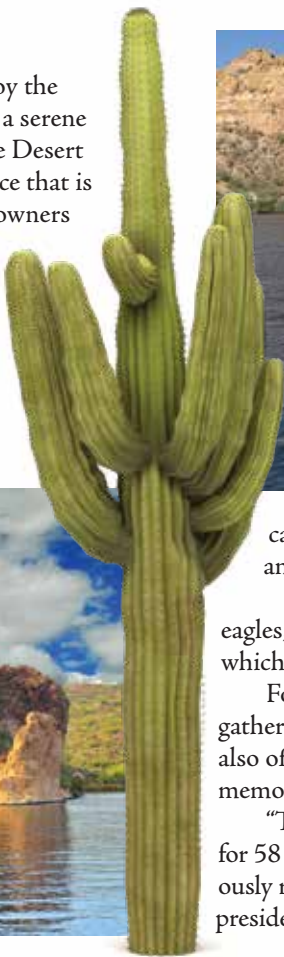 by the
a serene
e Desert
ce that is
owners
ca
an
eagles,
which
Fo
gather
also of
memo
“T
for 58
ously r
preside